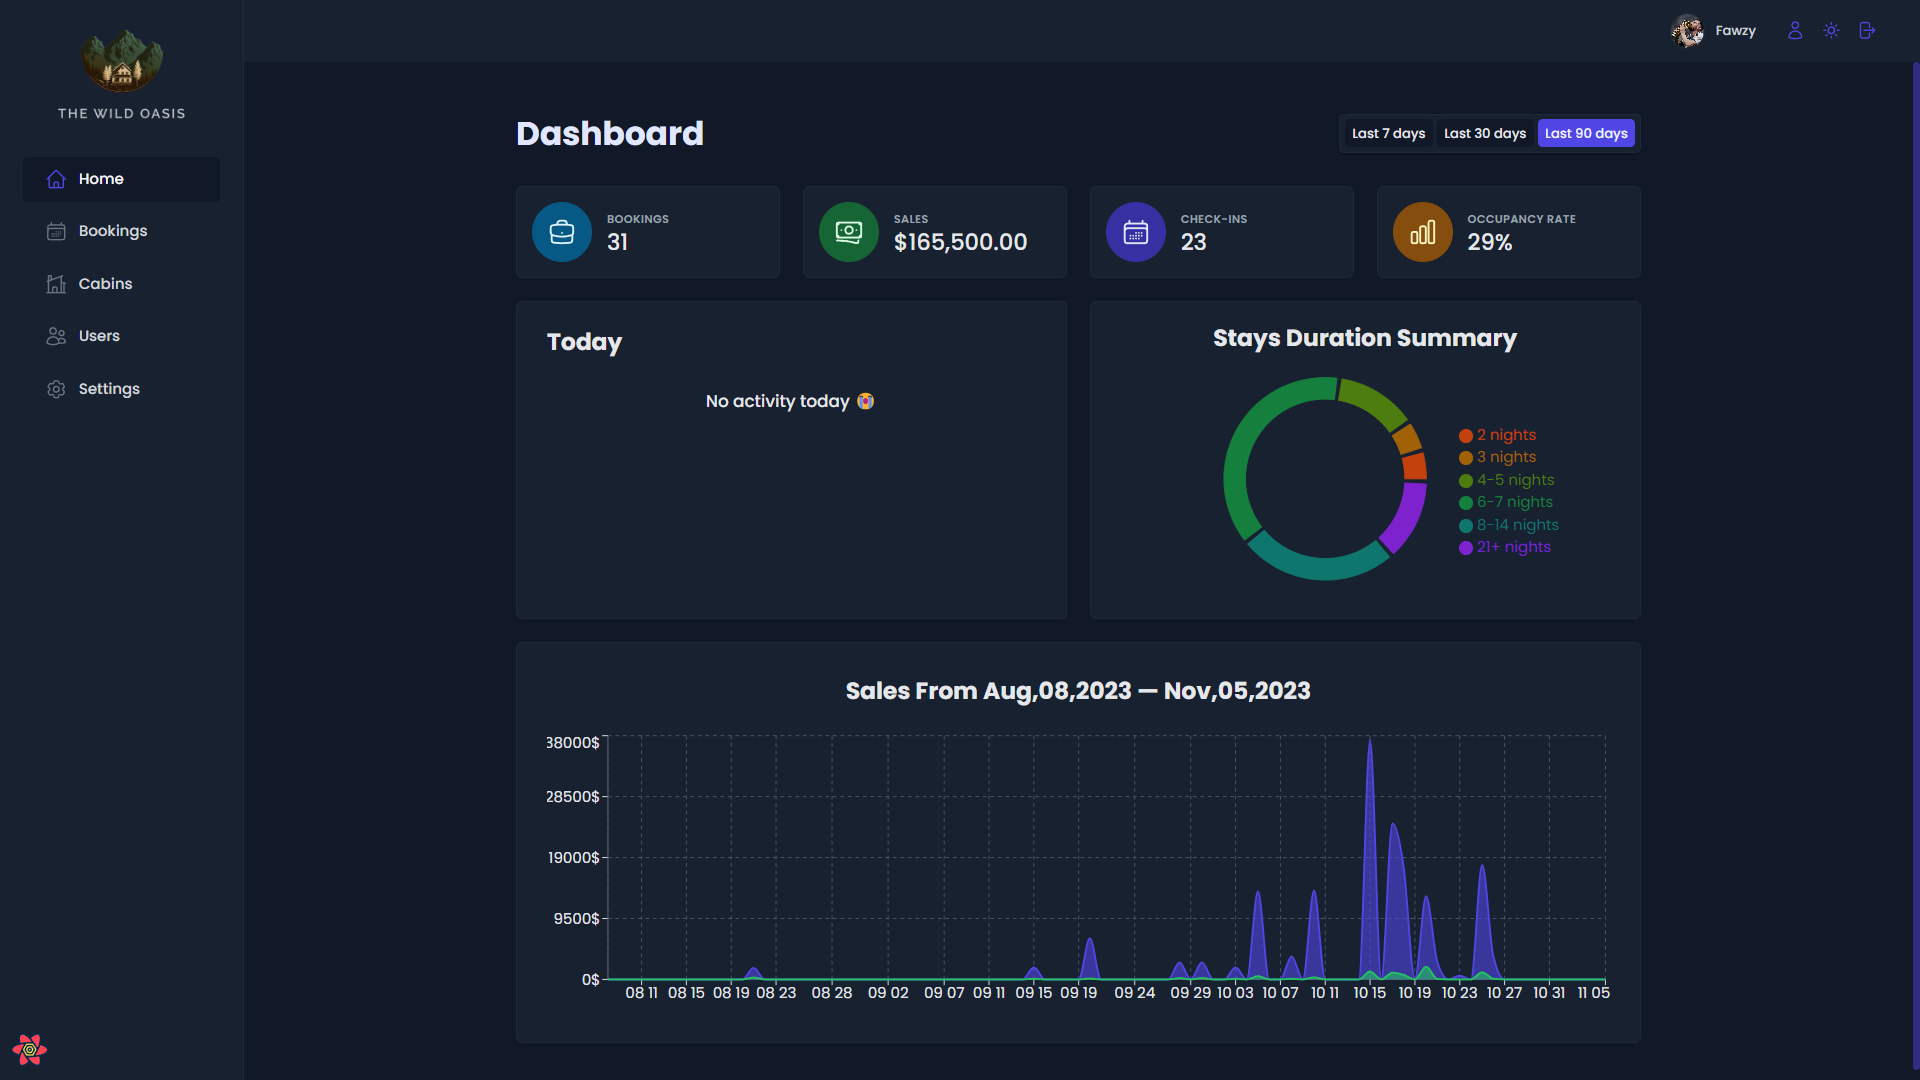 THE WILD OASIS
Home
Bookings
Cabins
Users
Settings
Fawzy
Dashboard
Last 7 days
Last 30 days
Last 90 days
BOOKINGS
31
SALES
$165,500.00
CHECK-INS
23
OCCUPANCY RATE
29%
Today
No activity today 😭
Stays Duration Summary
2 nights
3 nights
4-5 nights
6-7 nights
8-14 nights
21+ nights
Sales From Aug,08,2023 — Nov,05,2023
38000$
28500$
19000$
9500$
0$
08 11 08 15 08 19 08 23 08 28 09 02 09 07 09 11 09 15 09 19 09 24 09 29 10 03 10 07 10 11 10 15 10 19 10 23 10 27 10 31 11 05